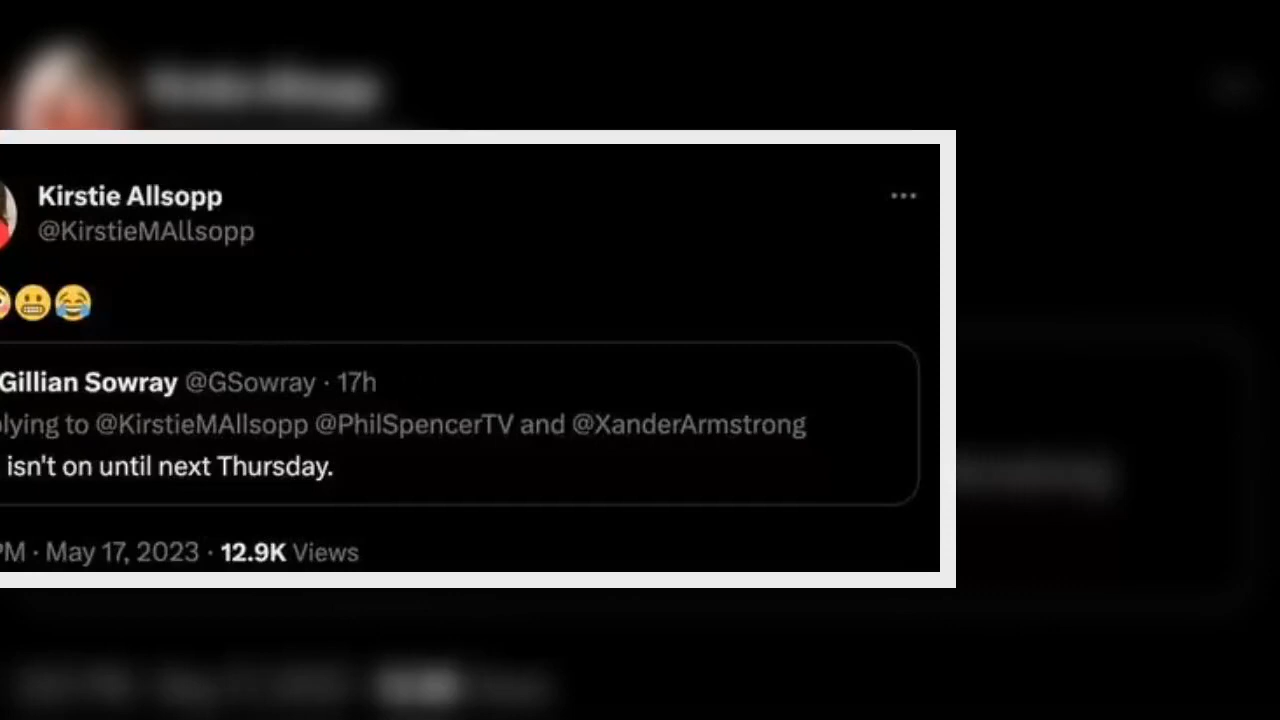 Kirstie Allsopp
@KirstieMAllsopp
Gillian Sowray @GSowray · 17h
to @KirstieMAllsopp @PhilSpencerTV and @XanderArmstrong
isn't on until next Thursday.
PM · May 17, 2023 · 12.9K Views